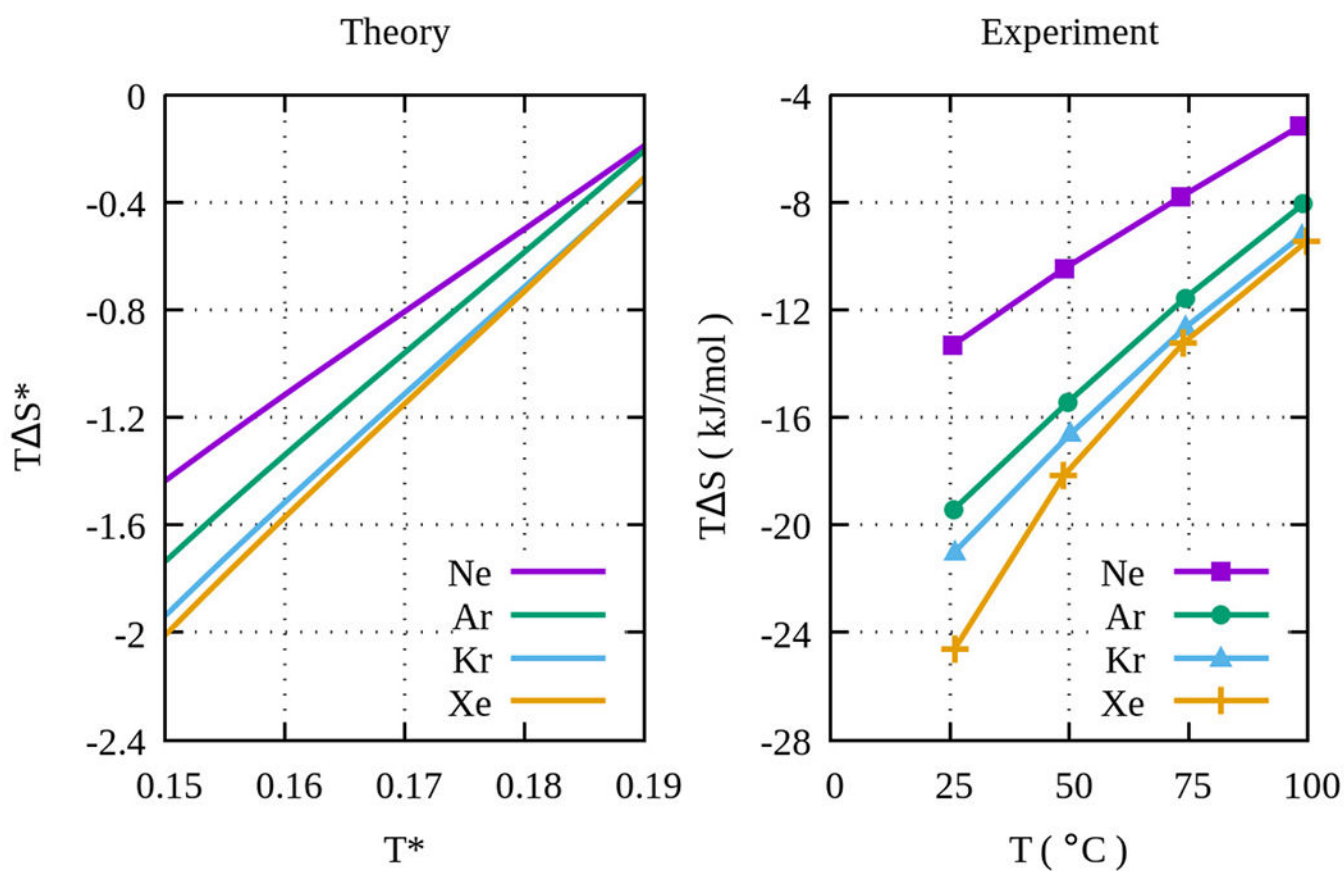 Theory
0
-0.4
-0.8
-1.2
-1.6
-2
-2.4
TΔS*
0.15 0.16 0.17 0.18 0.19
T*
Ne
Ar
Kr
Xe
Experiment
-4
-8
-12
-16
-20
-24
-28
TΔS ( kJ/mol )
0 25 50 75 100
T ( °C )
Ne
Ar
Kr
Xe